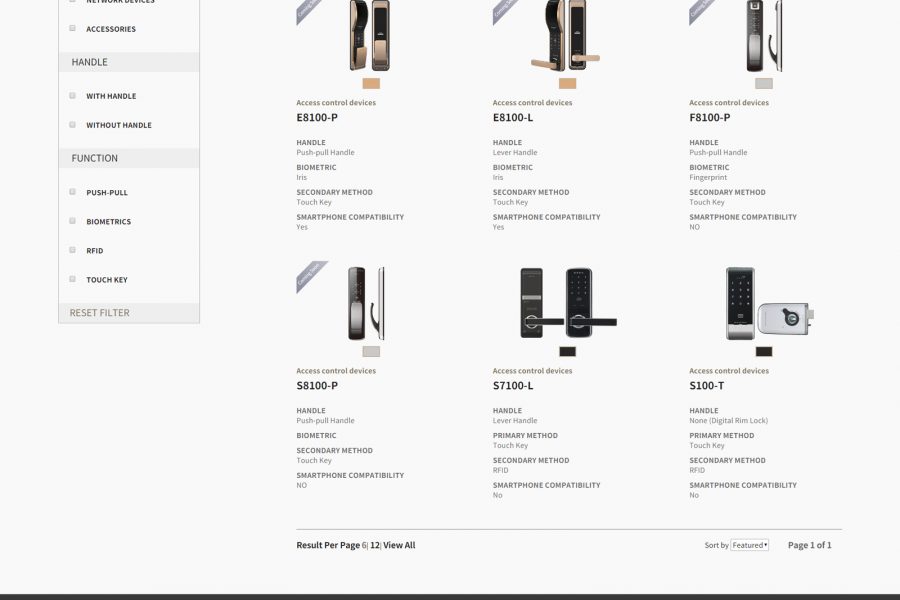 NETWORK DEVICES
ACCESSORIES
HANDLE
WITH HANDLE
WITHOUT HANDLE
FUNCTION
PUSH-PULL
BIOMETRICS
RFID
TOUCH KEY
RESET FILTER
Access control devices
E8100-P
HANDLE
Push-pull Handle
BIOMETRIC
Iris
SECONDARY METHOD
Touch Key
SMARTPHONE COMPATIBILITY
Yes
Access control devices
E8100-L
HANDLE
Lever Handle
BIOMETRIC
Iris
SECONDARY METHOD
Touch Key
SMARTPHONE COMPATIBILITY
Yes
Access control devices
F8100-P
HANDLE
Push-pull Handle
BIOMETRIC
Fingerprint
SECONDARY METHOD
Touch Key
SMARTPHONE COMPATIBILITY
NO
Coming Soon
Access control devices
S8100-P
HANDLE
Push-pull Handle
BIOMETRIC
SECONDARY METHOD
Touch Key
SMARTPHONE COMPATIBILITY
NO
Access control devices
S7100-L
HANDLE
Lever Handle
PRIMARY METHOD
Touch Key
SECONDARY METHOD
RFID
SMARTPHONE COMPATIBILITY
No
Access control devices
S100-T
HANDLE
None (Digital Rim Lock)
PRIMARY METHOD
Touch Key
SECONDARY METHOD
RFID
SMARTPHONE COMPATIBILITY
No
Result Per Page 6| 12| View All
Sort by Featured Page 1 of 1